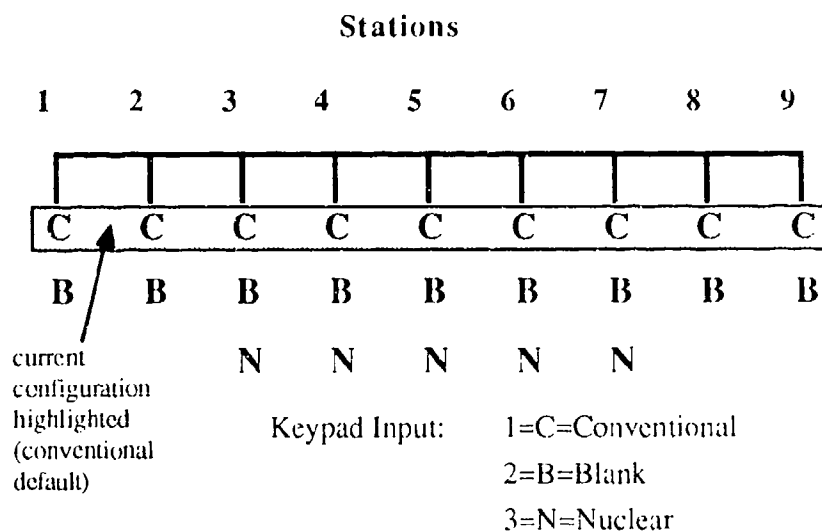 Stations
1 2 3 4 5 6 7 8 9
C C C C C C C C C
B B B B B B B B B
N N N N N
current
configuration
highlighted
(conventional
default)
Keypad Input: 1=C=Conventional
2=B=Blank
3=N=Nuclear